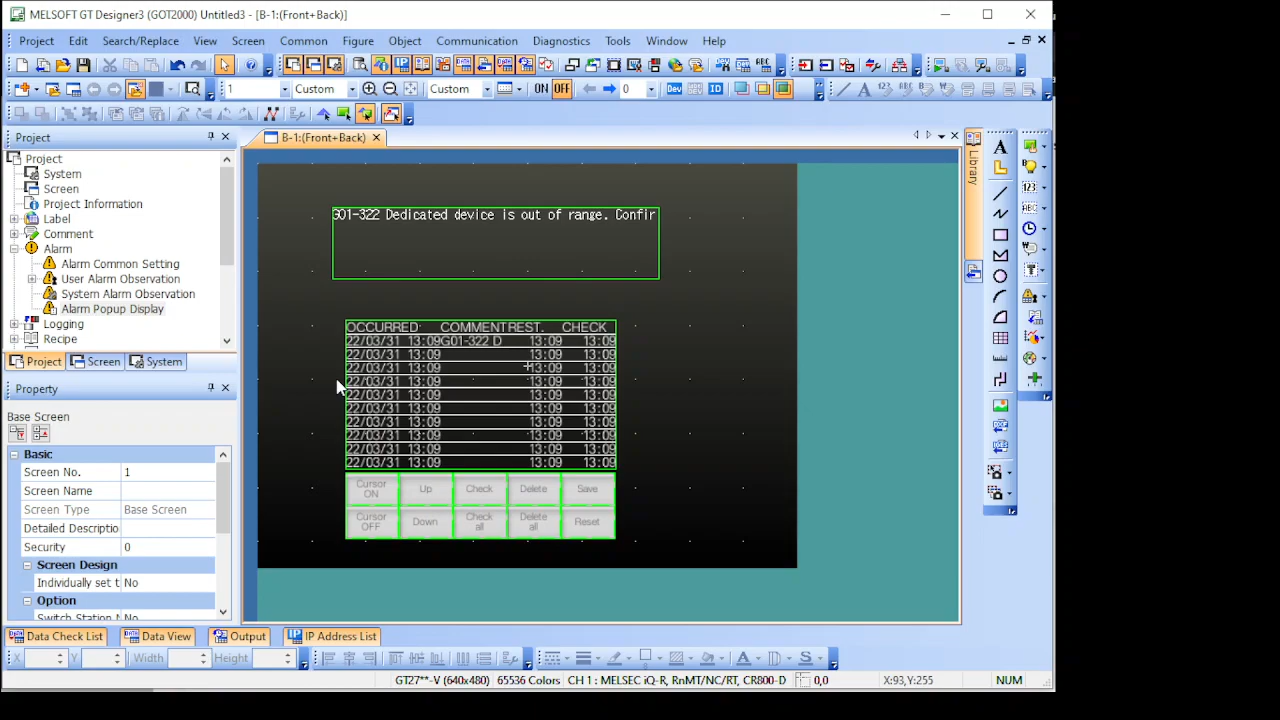 MELSOFT GT Designer3 (GOT2000) Untitled3 - [B-1:(Front+Back)]
Project Edit Search/Replace View Screen Common Figure Object Communication Diagnostics Tools Window Help
1 Custom Custom ON OFF 0 Dev ID
Project
B-1:(Front+Back)
Library
Project
System
Screen
Project Information
Label
Comment
Alarm
Alarm Common Setting
User Alarm Observation
System Alarm Observation
Alarm Popup Display
Logging
Recipe
Project Screen System
Property
Base Screen
Basic
Screen No. 1
Screen Name
Screen Type Base Screen
Detailed Descriptio
Security 0
Screen Design
Individually set t No
Option
Switch Station N No
G01-322 Dedicated device is out of range. Confir
OCCURRED COMMENT REST. CHECK
22/03/31 13:09 G01-322 D 13:09 13:09
22/03/31 13:09 13:09 13:09
22/03/31 13:09 13:09 13:09
22/03/31 13:09 13:09 13:09
22/03/31 13:09 13:09 13:09
22/03/31 13:09 13:09 13:09
22/03/31 13:09 13:09 13:09
22/03/31 13:09 13:09 13:09
22/03/31 13:09 13:09 13:09
22/03/31 13:09 13:09 13:09
Cursor ON Up Check Delete Save
Cursor OFF Down Check all Delete all Reset
Data Check List Data View Output IP Address List
X Y Width Height
GT27**-V (640x480) 65536 Colors CH 1 : MELSEC iQ-R, RnMT/NC/RT, CR800-D 0,0 X:93,Y:255 NUM